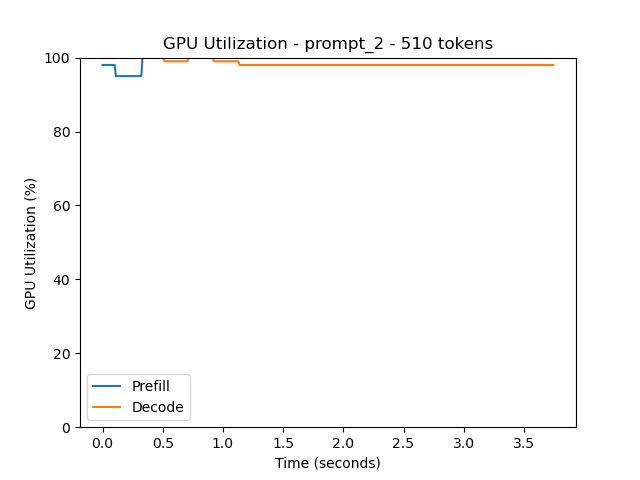 GPU Utilization - prompt_2 - 510 tokens
100
80
60
40
20
0
GPU Utilization (%)
Prefill
Decode
0.0 0.5 1.0 1.5 2.0 2.5 3.0 3.5
Time (seconds)